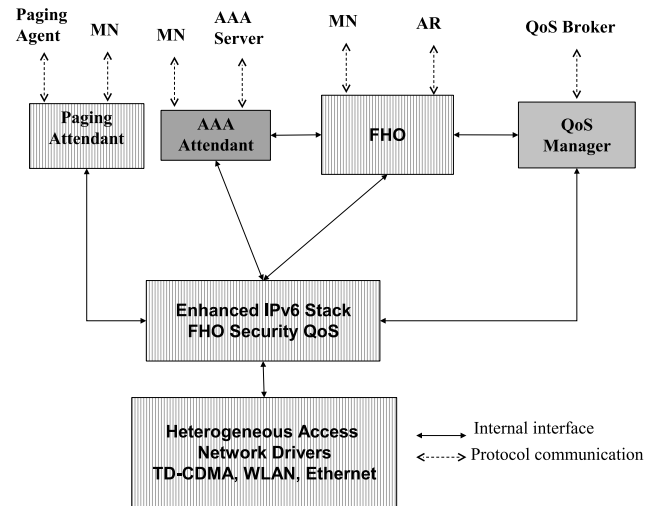 Paging
Agent
MN
MN
AAA
Server
MN
AR
QoS Broker
Paging
Attendant
AAA
Attendant
FHO
QoS
Manager
Enhanced IPv6 Stack
FHO Security QoS
Heterogeneous Access
Network Drivers
TD-CDMA, WLAN, Ethernet
Internal interface
Protocol communication